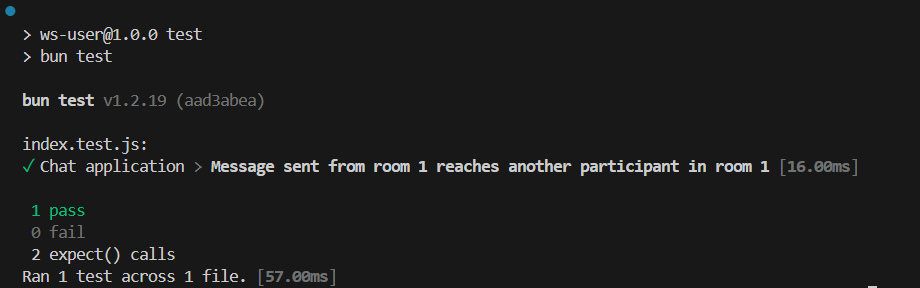 > ws-user@1.0.0 test
> bun test
bun test v1.2.19 (aad3abea)
index.test.js:
✓ Chat application > Message sent from room 1 reaches another participant in room 1 [16.00ms]
1 pass
0 fail
2 expect() calls
Ran 1 test across 1 file. [57.00ms]